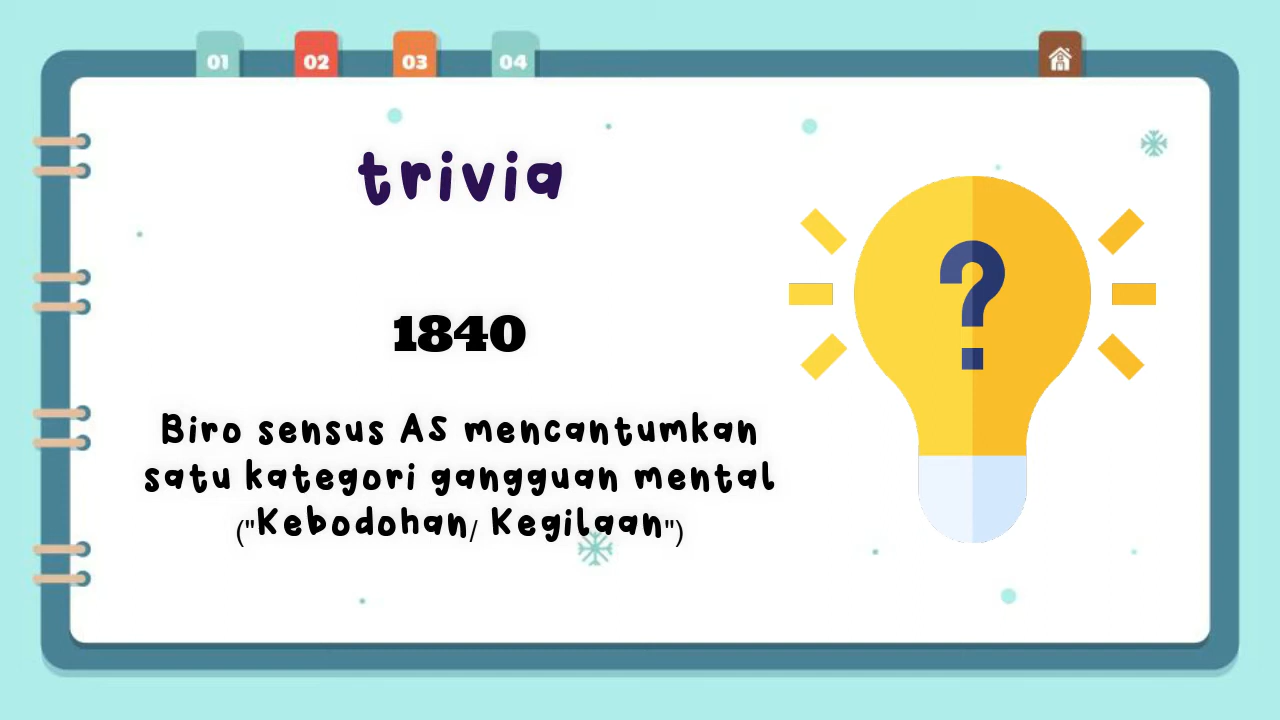 01 02 03 04
trivia
?
1840
Biro sensus AS mencantumkan
satu kategori gangguan mental
("Kebodohan/ Kegilaan")